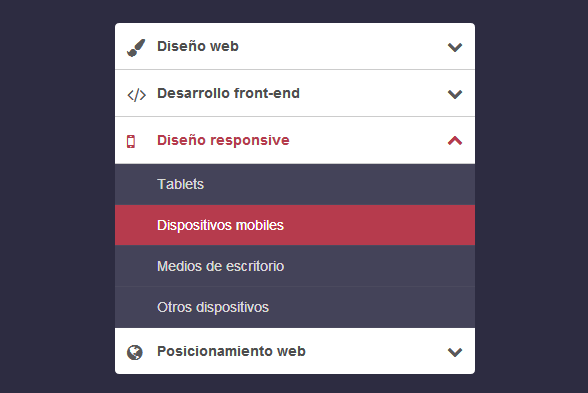 Diseño web
Desarrollo front-end
Diseño responsive
Tablets
Dispositivos mobiles
Medios de escritorio
Otros dispositivos
Posicionamiento web